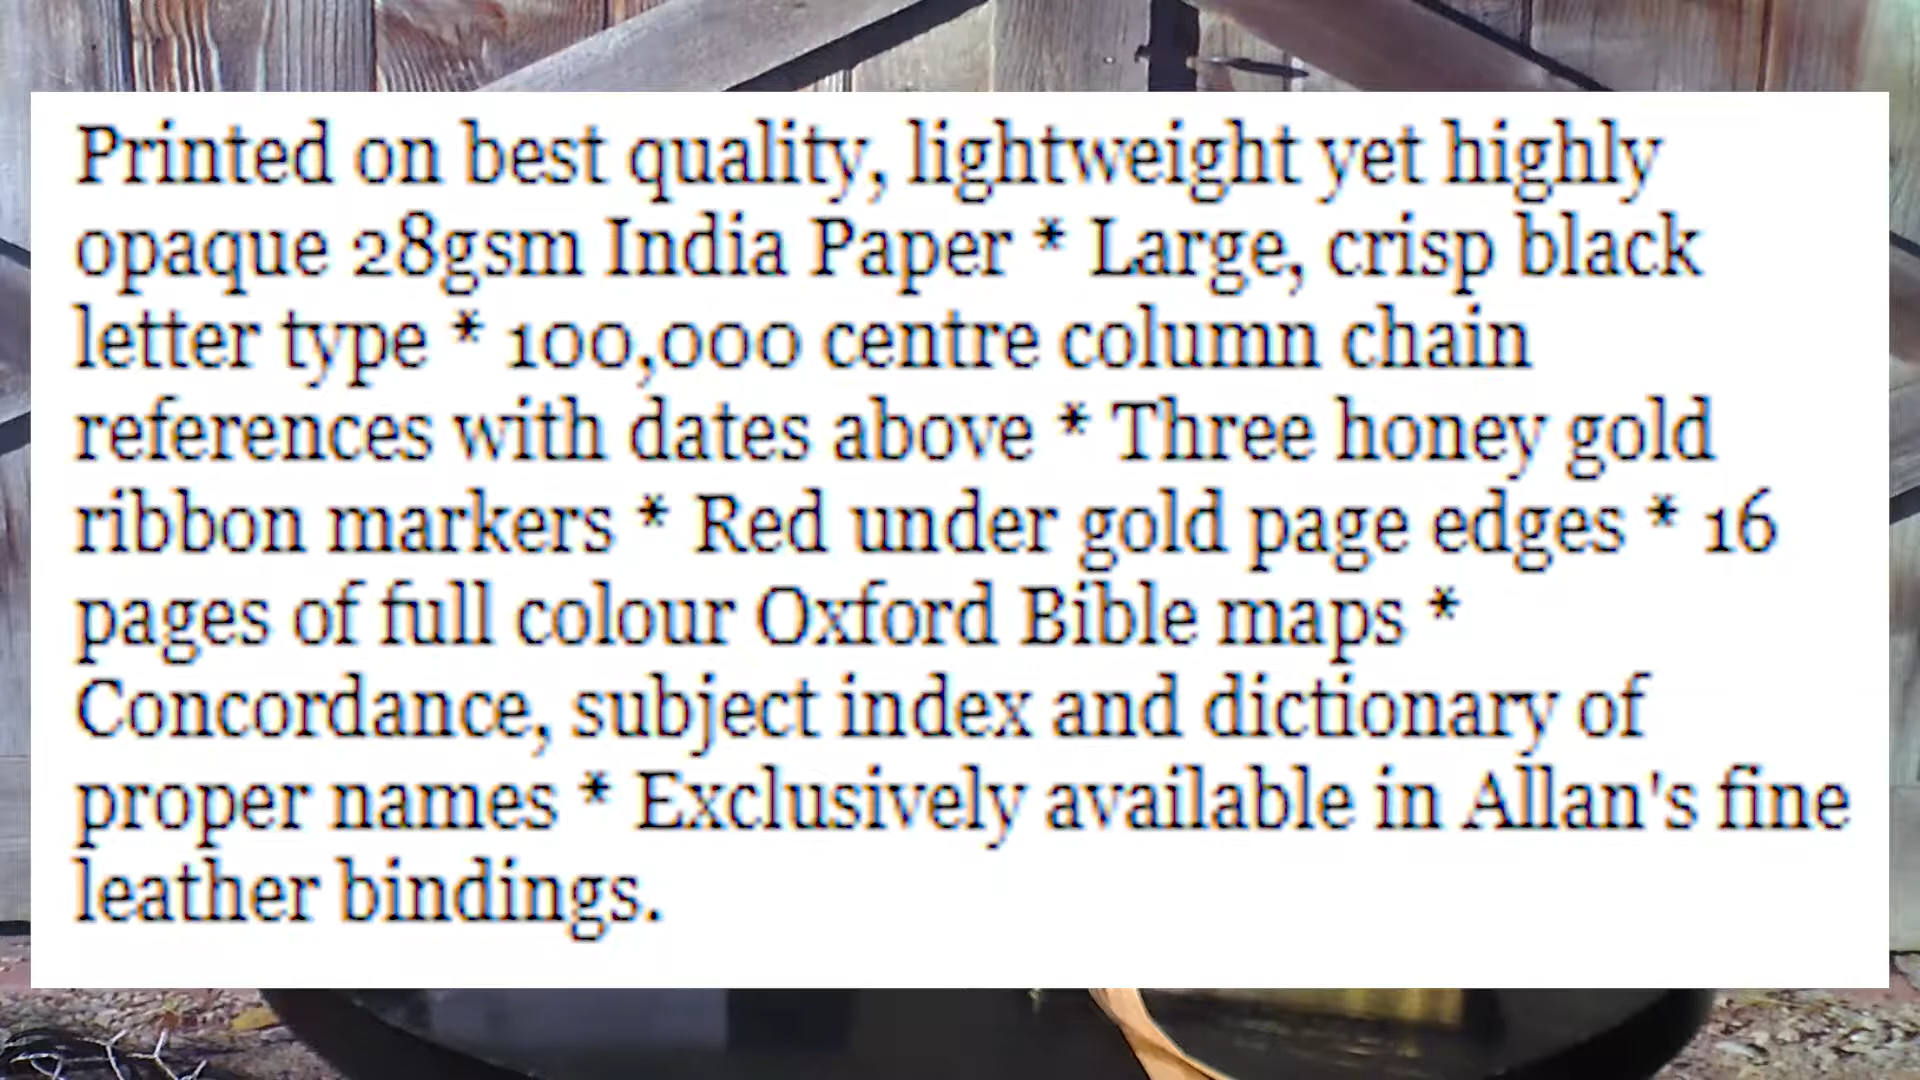 Printed on best quality, lightweight yet highly
opaque 28gsm India Paper * Large, crisp black
letter type * 100,000 centre column chain
references with dates above * Three honey gold
ribbon markers * Red under gold page edges * 16
pages of full colour Oxford Bible maps *
Concordance, subject index and dictionary of
proper names * Exclusively available in Allan's fine
leather bindings.